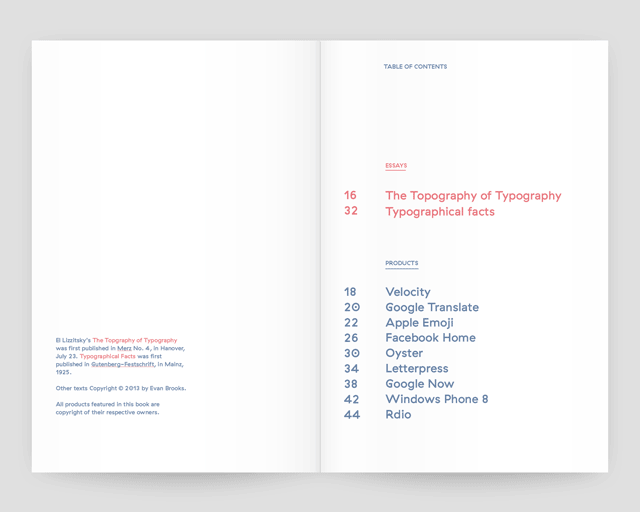 El Lizzitsky's The Topgraphy of Typography
was first published in Merz No. 4, in Hanover,
July 23. Typographical Facts was first
published in Gutenberg-Festschrift, in Mainz,
1925.
Other texts Copyright © 2013 by Evan Brooks.
All products featured in this book are
copyright of their respective owners.
TABLE OF CONTENTS
ESSAYS
16 The Topography of Typography
32 Typographical facts
PRODUCTS
18 Velocity
20 Google Translate
22 Apple Emoji
26 Facebook Home
30 Oyster
34 Letterpress
38 Google Now
42 Windows Phone 8
44 Rdio